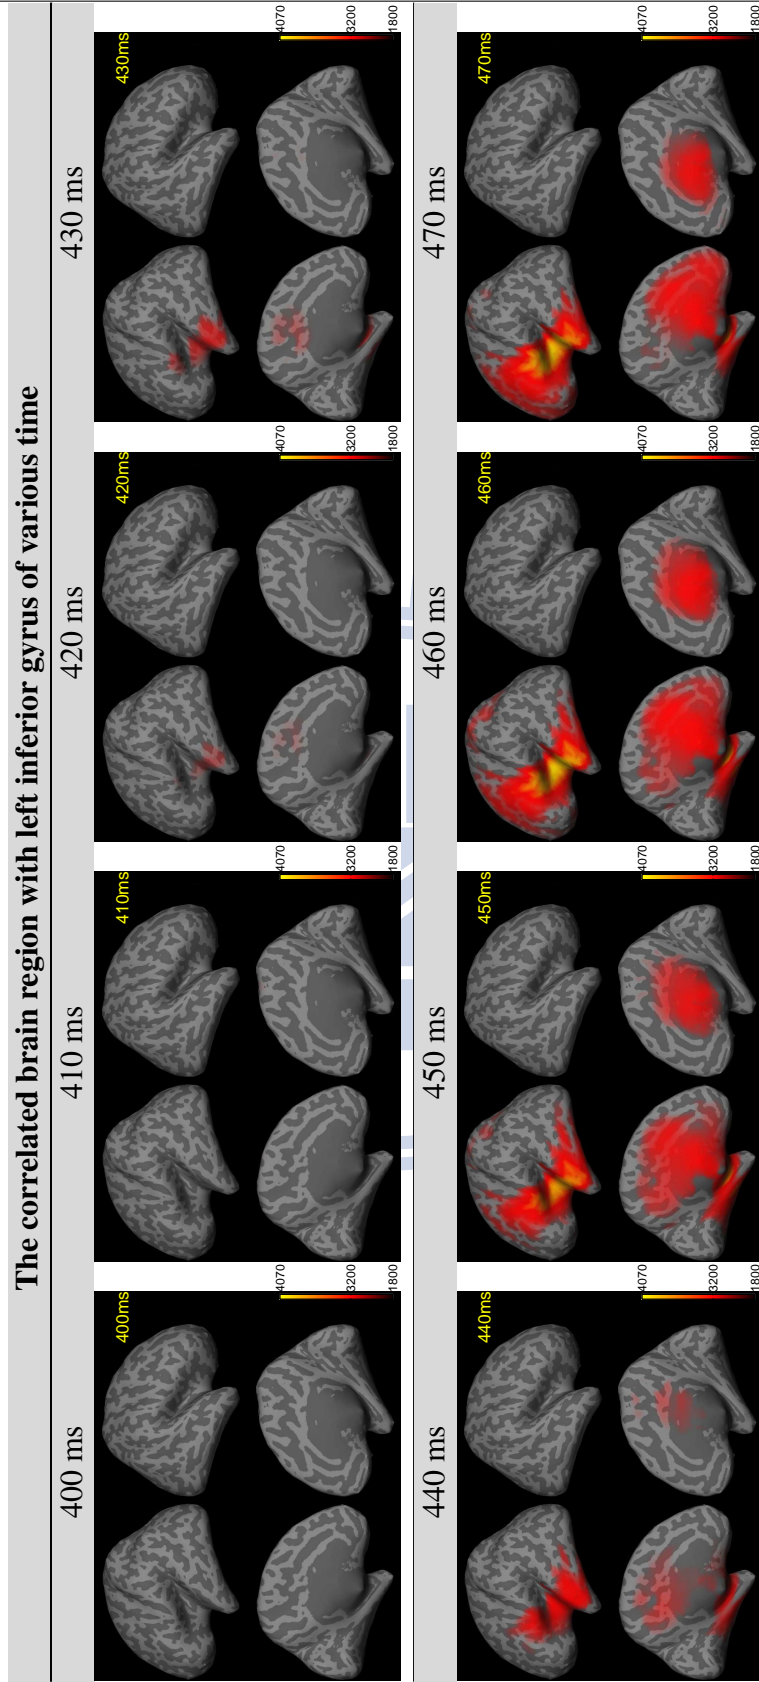 The correlated brain region with left inferior gyrus of various time
400 ms
410 ms
420 ms
430 ms
400ms
4070
3200
1800
410ms
4070
3200
1800
420ms
4070
3200
1800
430ms
4070
3200
1800
440 ms
450 ms
460 ms
470 ms
440ms
4070
3200
1800
450ms
4070
3200
1800
460ms
4070
3200
1800
470ms
4070
3200
1800